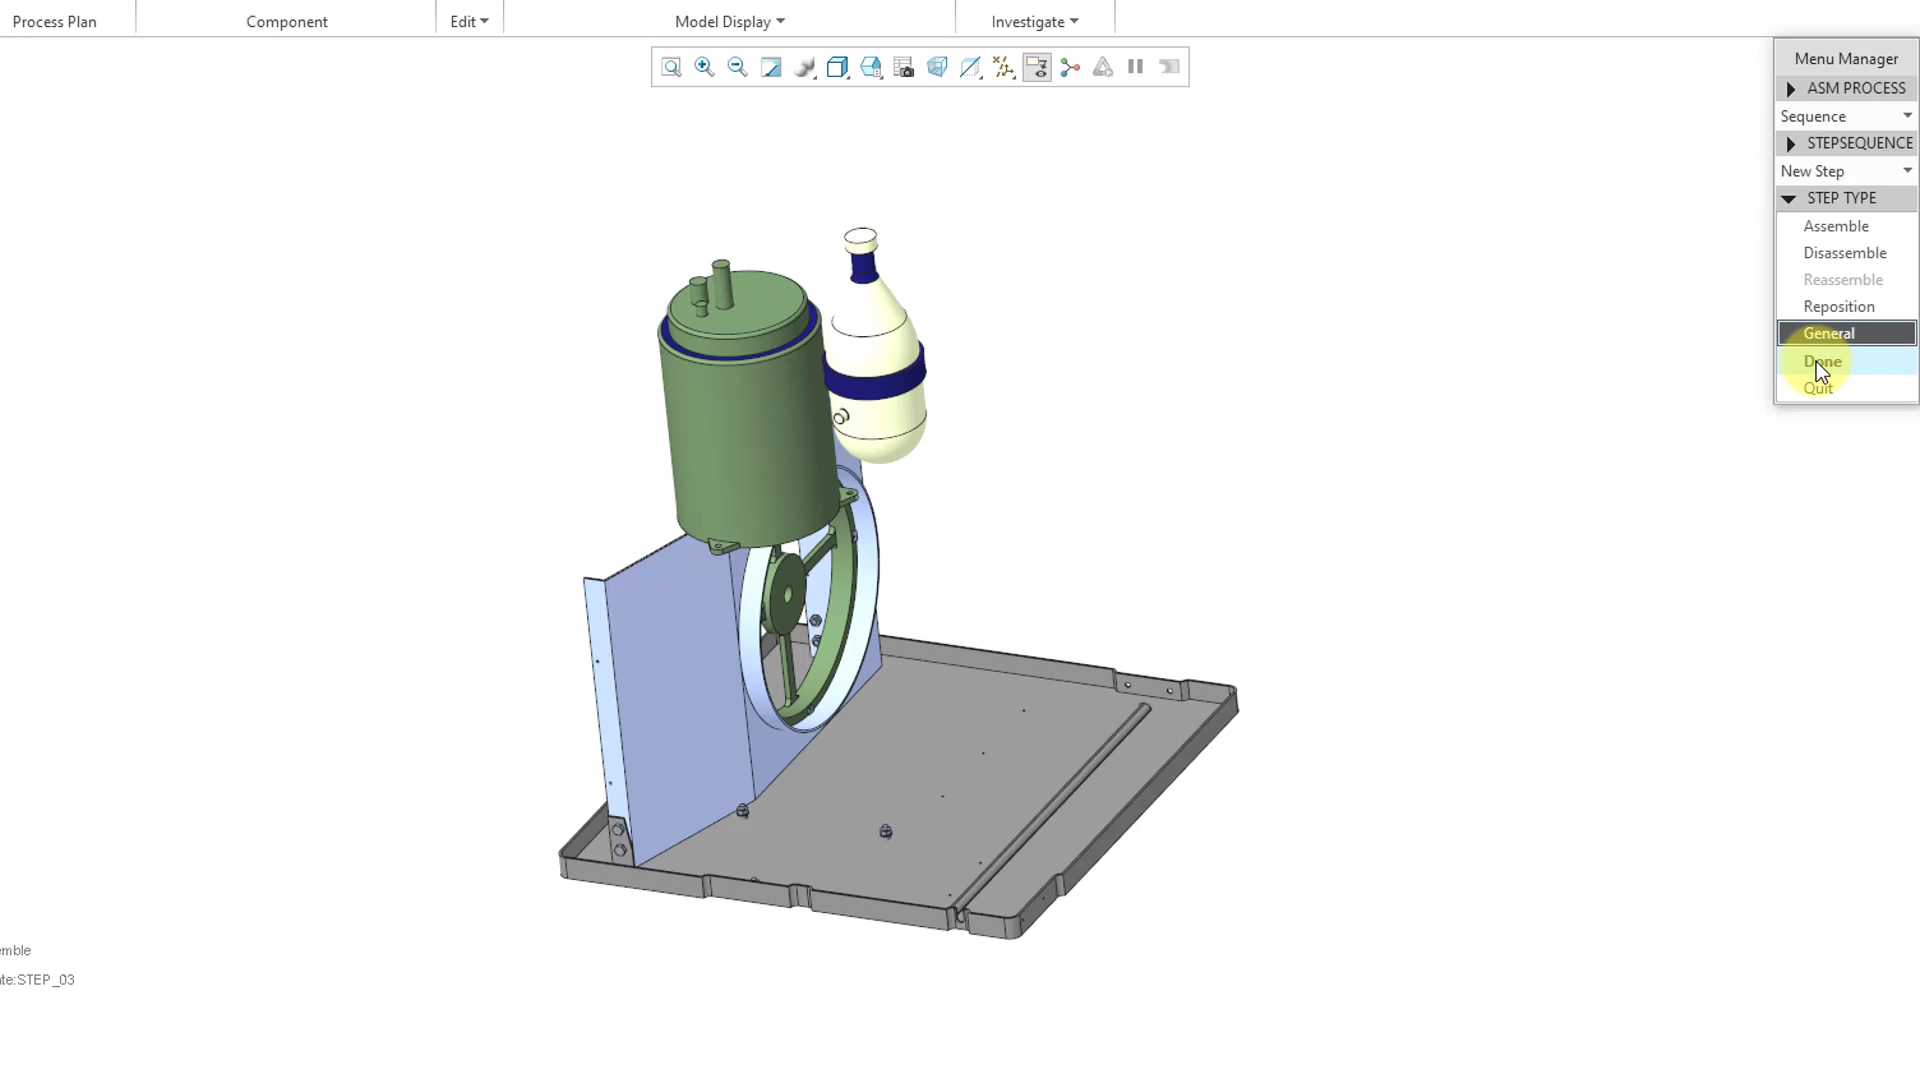 Process Plan
Component
Edit
Model Display
Investigate
Menu Manager
ASM PROCESS
Sequence
STEPSEQUENCE
New Step
STEP TYPE
Assemble
Disassemble
Reassemble
Reposition
General
Done
Quit
emble
te:STEP_03